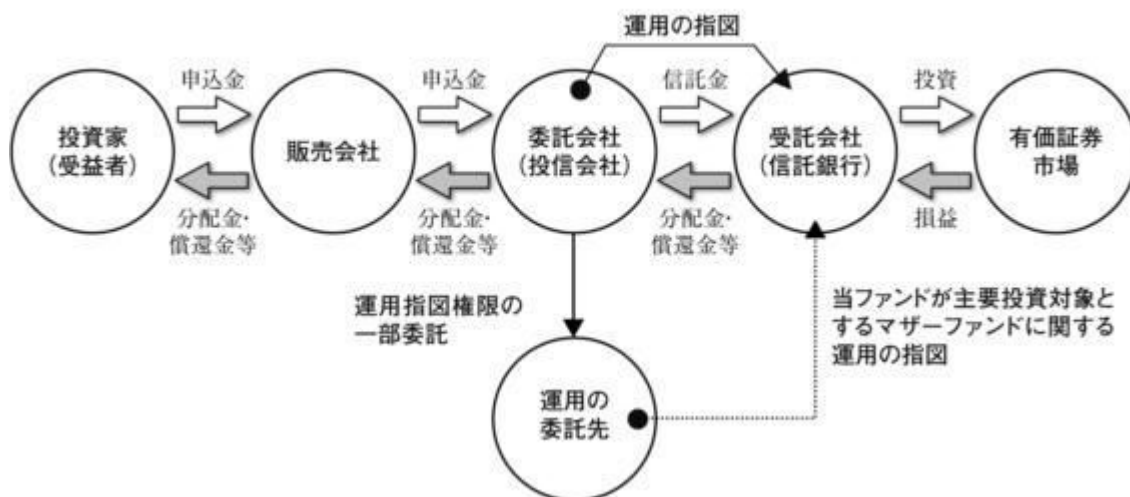 運用の指図
申込金
申込金
信託金
投資
投資家
(受益者)
販売会社
委託会社
(投信会社)
受託会社
(信託銀行)
有価証券
市場
分配金・
償還金等
分配金・
償還金等
分配金・
償還金等
損益
運用指図権限の
一部委託
当ファンドが主要投資対象と
するマザーファンドに関する
運用の指図
運用の
委託先